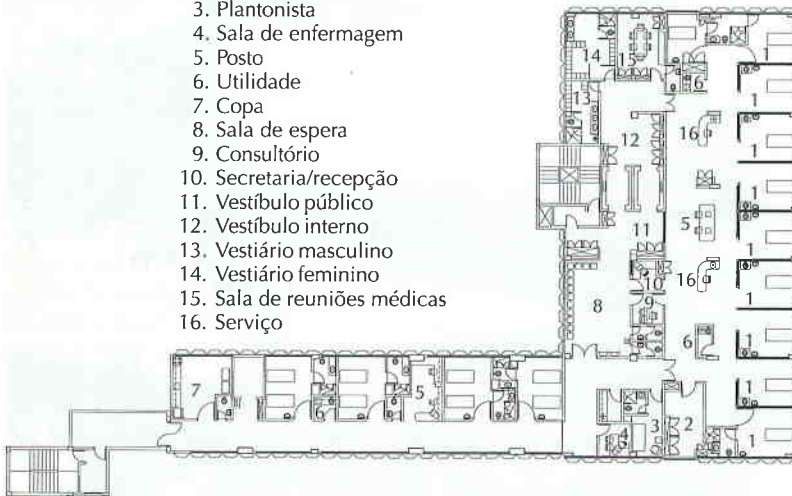 3. Plantonista
4. Sala de enfermagem
5. Posto
6. Utilidade
7. Copa
8. Sala de espera
9. Consultório
10. Secretaria/recepção
11. Vestíbulo público
12. Vestíbulo interno
13. Vestiário masculino
14. Vestiário feminino
15. Sala de reuniões médicas
16. Serviço
14
15
6
1
1
13
16
1
12
1
5
11
1
16
10
1
9
8
6
1
7
5
1
6
4
3
2
1